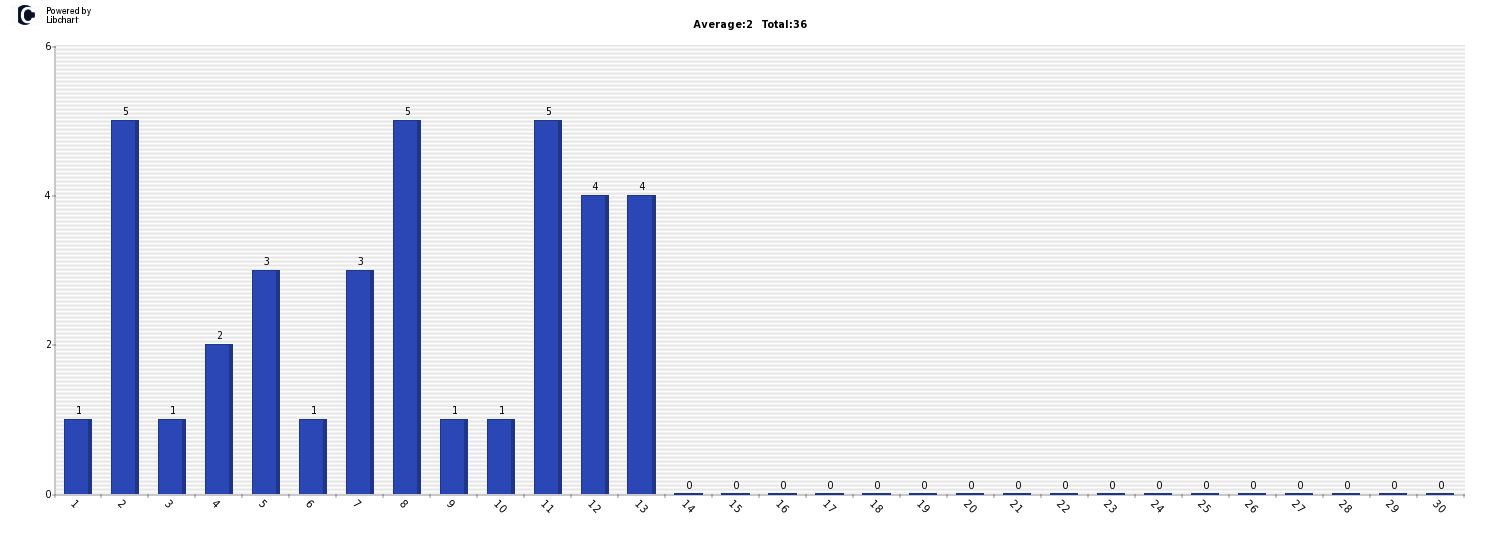 Powered by
Libchart
Average:2 Total:36
6
4
2
0
1 5 1 2 3 1 3 5 1 1 5 4 4 0 0 0 0 0 0 0 0 0 0 0 0 0 0 0 0 0
1 2 3 4 5 6 7 8 9 10 11 12 13 14 15 16 17 18 19 20 21 22 23 24 25 26 27 28 29 30